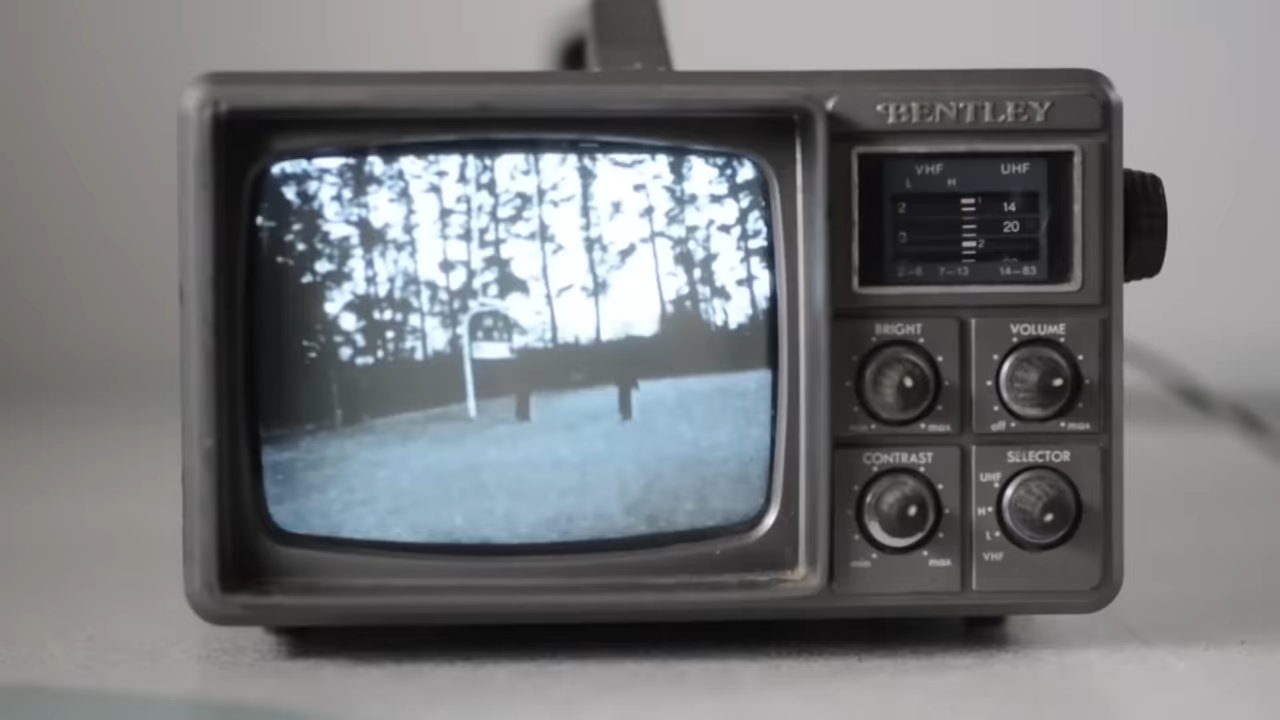 BENTLEY
VHF UHF
L H
2 1 14
20
3 2
2–6 7–13 14–83
BRIGHT
min max
VOLUME
off max
CONTRAST
min max
SELECTOR
UHF
H
L
VHF